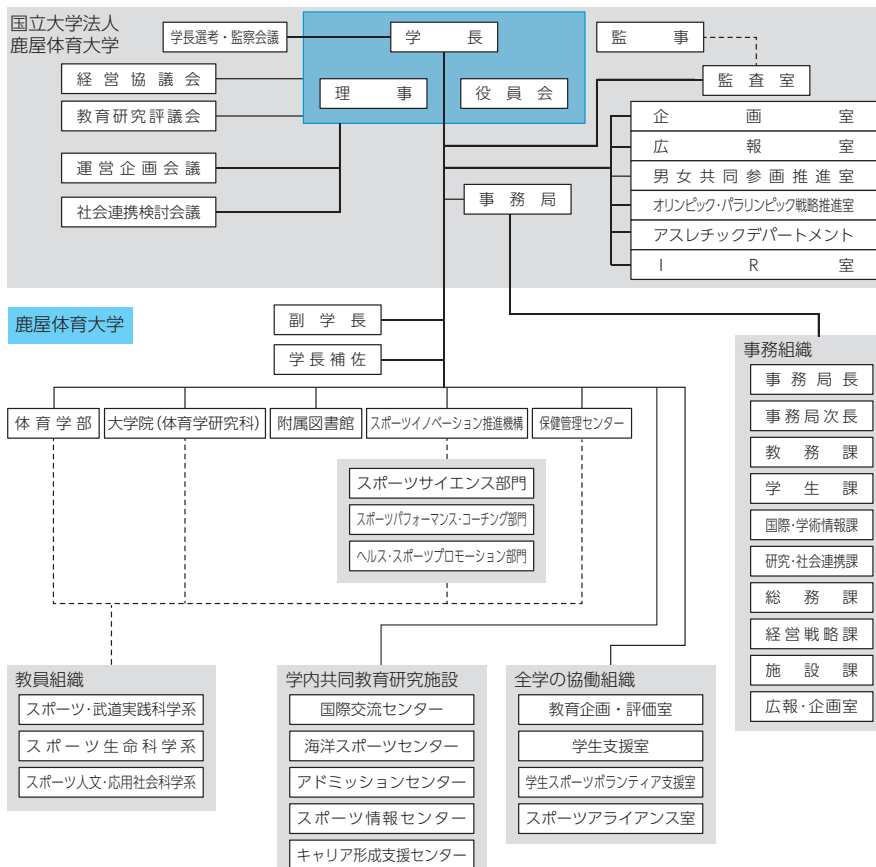 国立大学法人
鹿屋体育大学
学長選考・監察会議
学長
監事
経営協議会
理事
役員会
監査室
教育研究評議会
企画室
広報室
運営企画会議
男女共同参画推進室
社会連携検討会議
事務局
オリンピック・パラリンピック戦略推進室
アスレチックデパートメント
IR室
鹿屋体育大学
副学長
学長補佐
体育学部
大学院(体育学研究科)
附属図書館
スポーツイノベーション推進機構
保健管理センター
スポーツサイエンス部門
スポーツパフォーマンス・コーチング部門
ヘルス・スポーツプロモーション部門
事務組織
事務局長
事務局次長
教務課
学生課
国際・学術情報課
研究・社会連携課
総務課
経営戦略課
施設課
広報・企画室
教員組織
スポーツ・武道実践科学系
スポーツ生命科学系
スポーツ人文・応用社会科学系
学内共同教育研究施設
国際交流センター
海洋スポーツセンター
アドミッションセンター
スポーツ情報センター
キャリア形成支援センター
全学の協働組織
教育企画・評価室
学生支援室
学生スポーツボランティア支援室
スポーツアライアンス室